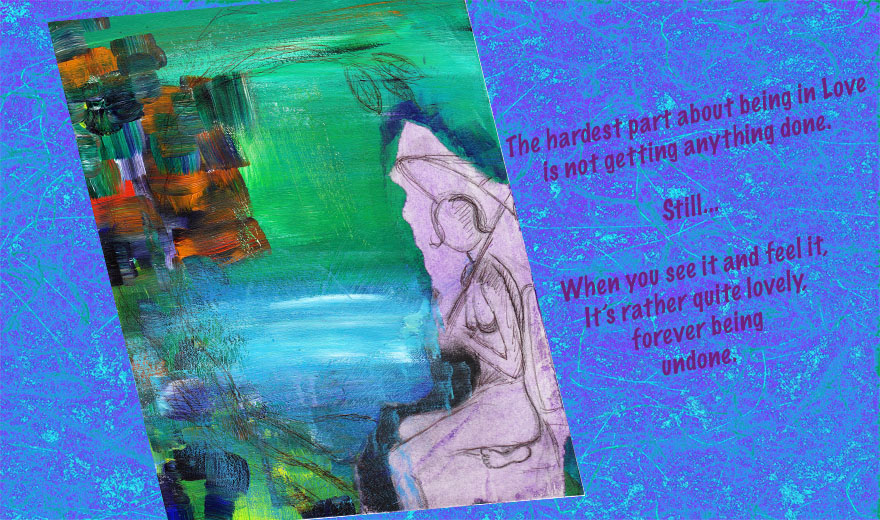 The hardest part about being in Love
is not getting anything done.
Still...
When you see it and feel it,
It's rather quite lovely,
forever being
undone.